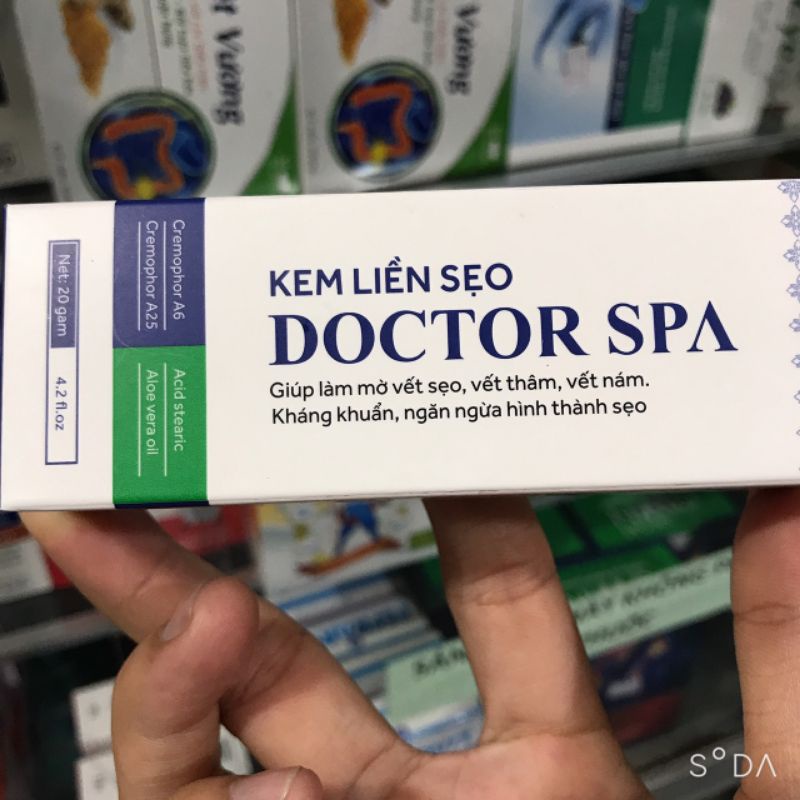 KEM LIỀN SẸO
DOCTOR SPA
Giúp làm mờ vết sẹo, vết thâm, vết nám.
Kháng khuẩn, ngăn ngừa hình thành sẹo
Cremophor A6
Cremophor A25
Acid stearic
Aloe vera oil
Net: 20 gam
4.2 fl.oz
Vương
Vương
S°DA